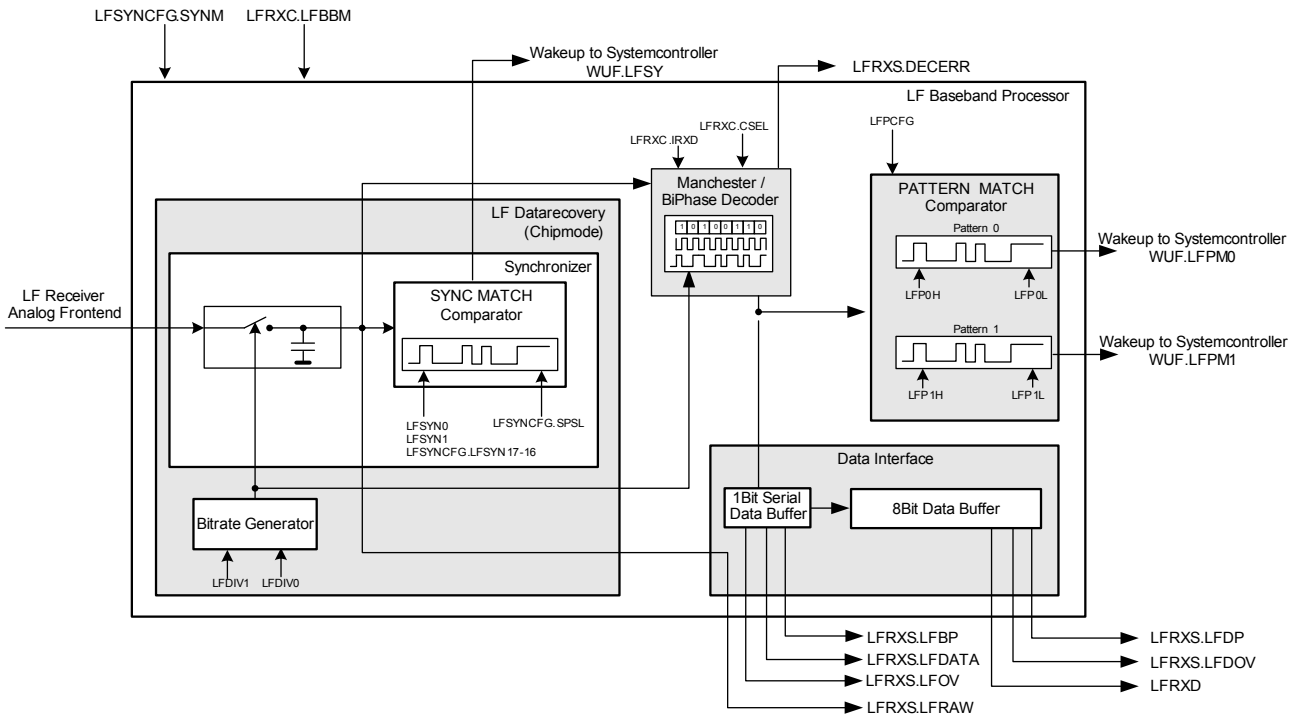 LFSYNCFG.SYNM
LFRXC.LFBBM
Wakeup to Systemcontroller
WUF.LFSY
LFRXS.DECERR
LF Baseband Processor
LFRXC.IRXD
LFRXC.CSEL
LFPCFG
Manchester /
BiPhase Decoder
1 0 1 0 0 1 1 0
PATTERN MATCH
Comparator
Pattern 0
LFP0H
LFP0L
Wakeup to Systemcontroller
WUF.LFPM0
Pattern 1
LFP1H
LFP1L
Wakeup to Systemcontroller
WUF.LFPM1
LF Datarecovery
(Chipmode)
Synchronizer
LF Receiver
Analog Frontend
SYNC MATCH
Comparator
LFSYN0
LFSYN1
LFSYNCFG.LFSYN17-16
LFSYNCFG.SPSL
Bitrate Generator
LFDIV1
LFDIV0
Data Interface
1Bit Serial
Data Buffer
8Bit Data Buffer
LFRXS.LFBP
LFRXS.LFDATA
LFRXS.LFOV
LFRXS.LFRAW
LFRXS.LFDP
LFRXS.LFDOV
LFRXD